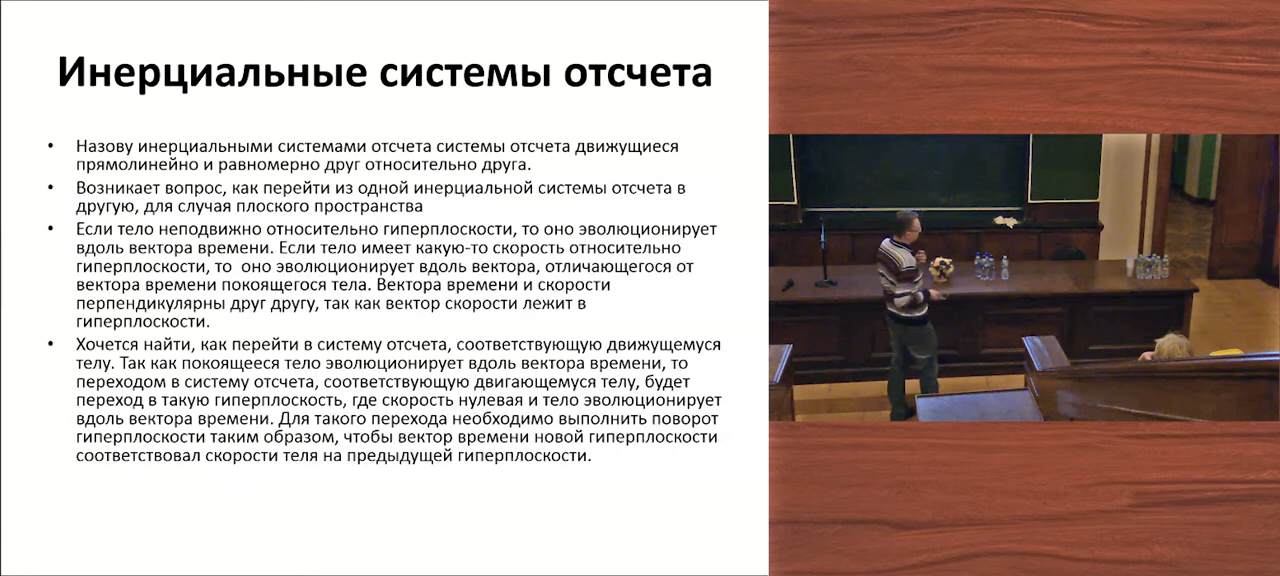 Инерциальные системы отсчета
• Назову инерциальными системами отсчета системы отсчета движущиеся
прямолинейно и равномерно друг относительно друга.
• Возникает вопрос, как перейти из одной инерциальной системы отсчета в
другую, для случая плоского пространства
• Если тело неподвижно относительно гиперплоскости, то оно эволюционирует
вдоль вектора времени. Если тело имеет какую-то скорость относительно
гиперплоскости, то оно эволюционирует вдоль вектора, отличающегося от
вектора времени покоящегося тела. Вектора времени и скорости
перпендикулярны друг другу, так как вектор скорости лежит в
гиперплоскости.
• Хочется найти, как перейти в систему отсчета, соответствующую движущемуся
телу. Так как покоящееся тело эволюционирует вдоль вектора времени, то
переходом в систему отсчета, соответствующую двигающемуся телу, будет
переход в такую гиперплоскость, где скорость нулевая и тело эволюционирует
вдоль вектора времени. Для такого перехода необходимо выполнить поворот
гиперплоскости таким образом, чтобы вектор времени новой гиперплоскости
соответствовал скорости теля на предыдущей гиперплоскости.